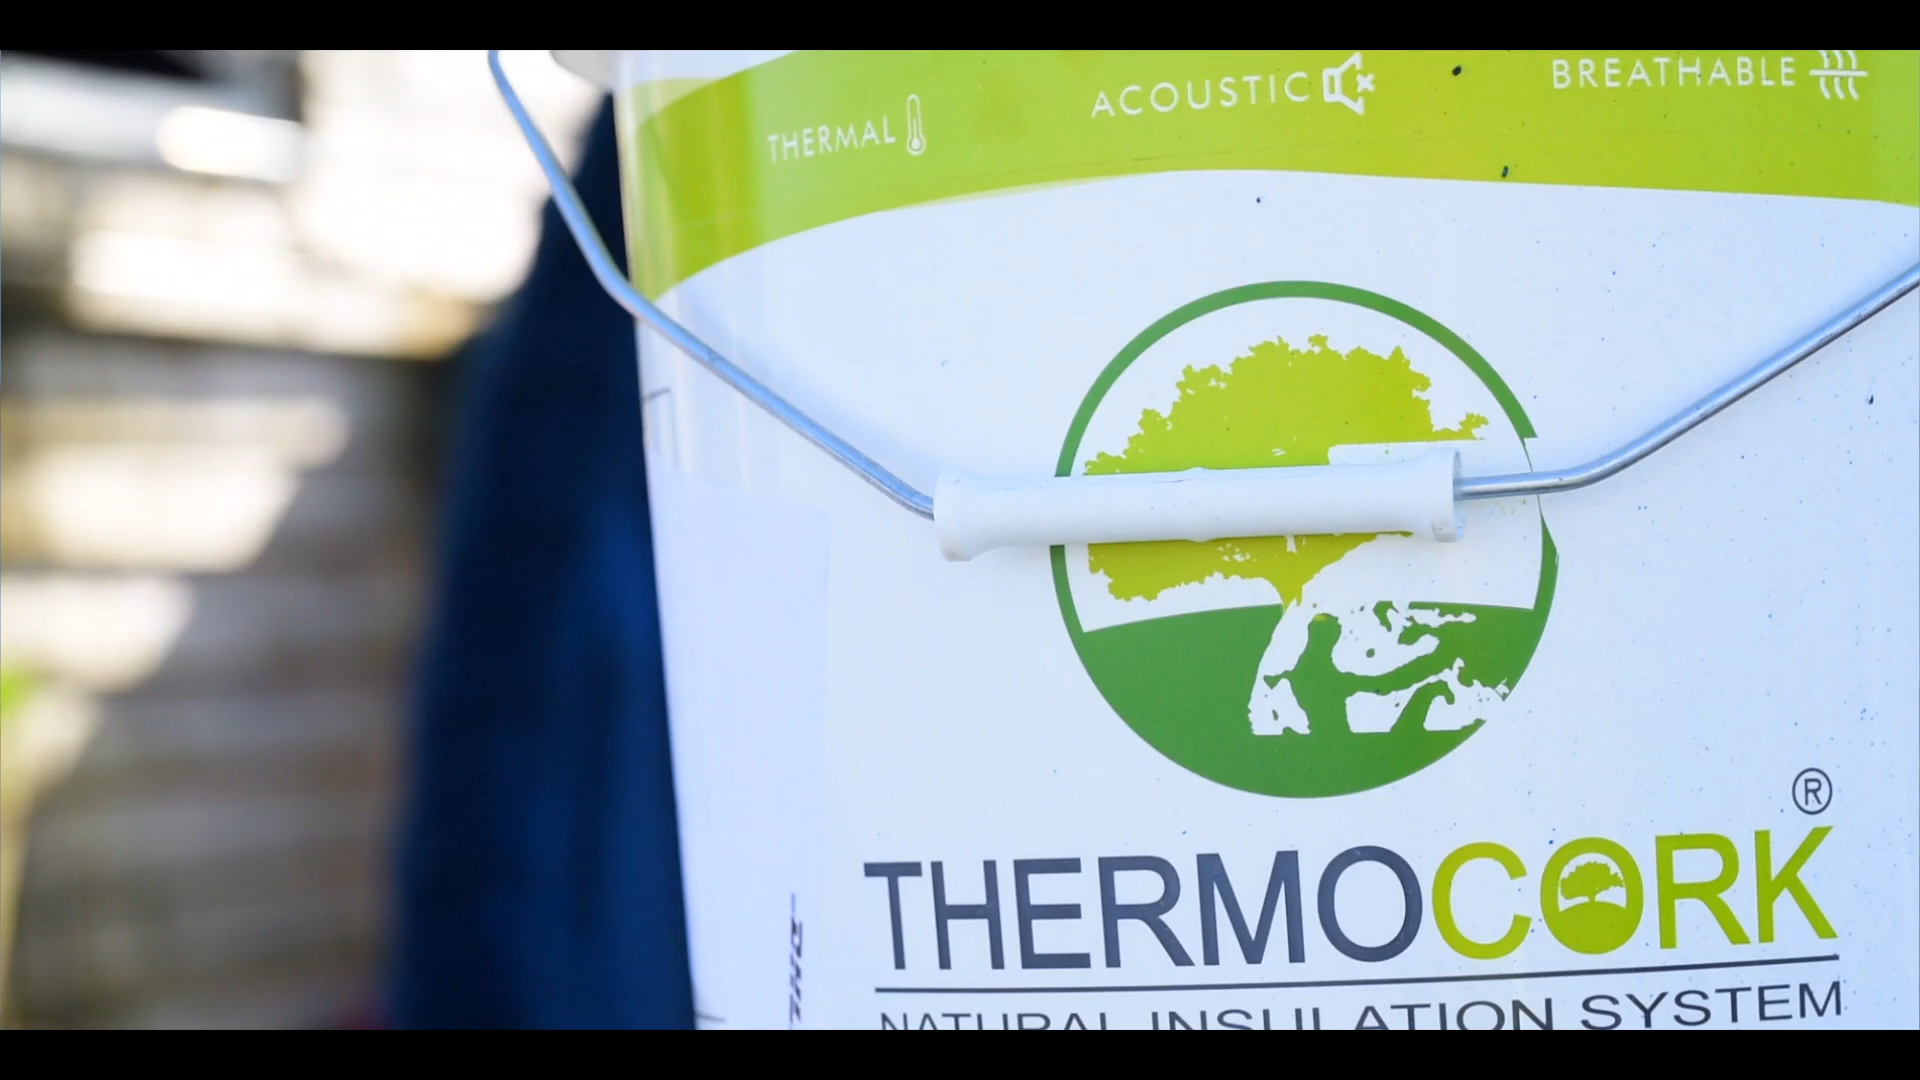 THERMAL
ACOUSTIC
BREATHABLE
®
THERMOCORK
NATURAL INSULATION SYSTEM